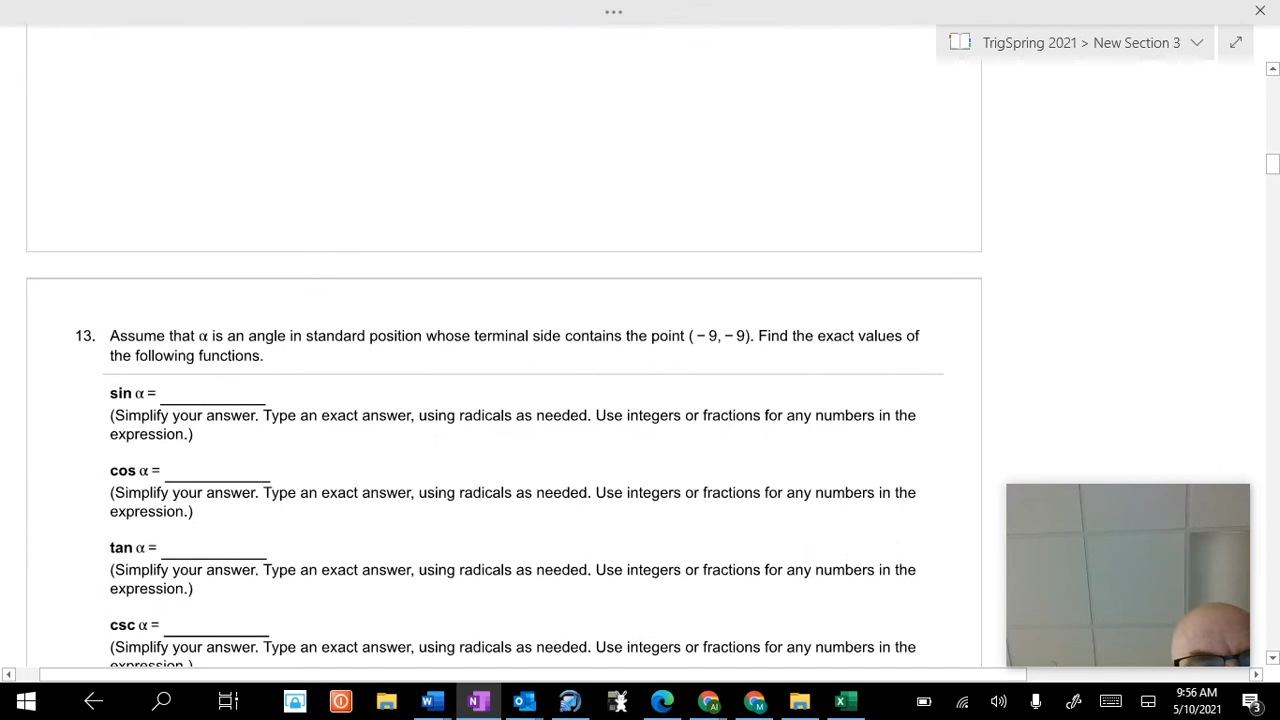 TrigSpring 2021 > New Section 3
13. Assume that α is an angle in standard position whose terminal side contains the point ( − 9, − 9). Find the exact values of
the following functions.
sin α =
(Simplify your answer. Type an exact answer, using radicals as needed. Use integers or fractions for any numbers in the
expression.)
cos α =
(Simplify your answer. Type an exact answer, using radicals as needed. Use integers or fractions for any numbers in the
expression.)
tan α =
(Simplify your answer. Type an exact answer, using radicals as needed. Use integers or fractions for any numbers in the
expression.)
csc α =
(Simplify your answer. Type an exact answer, using radicals as needed. Use integers or fractions for any numbers in the
expression.)
W
N
AI
M
9:56 AM
5/10/2021
3